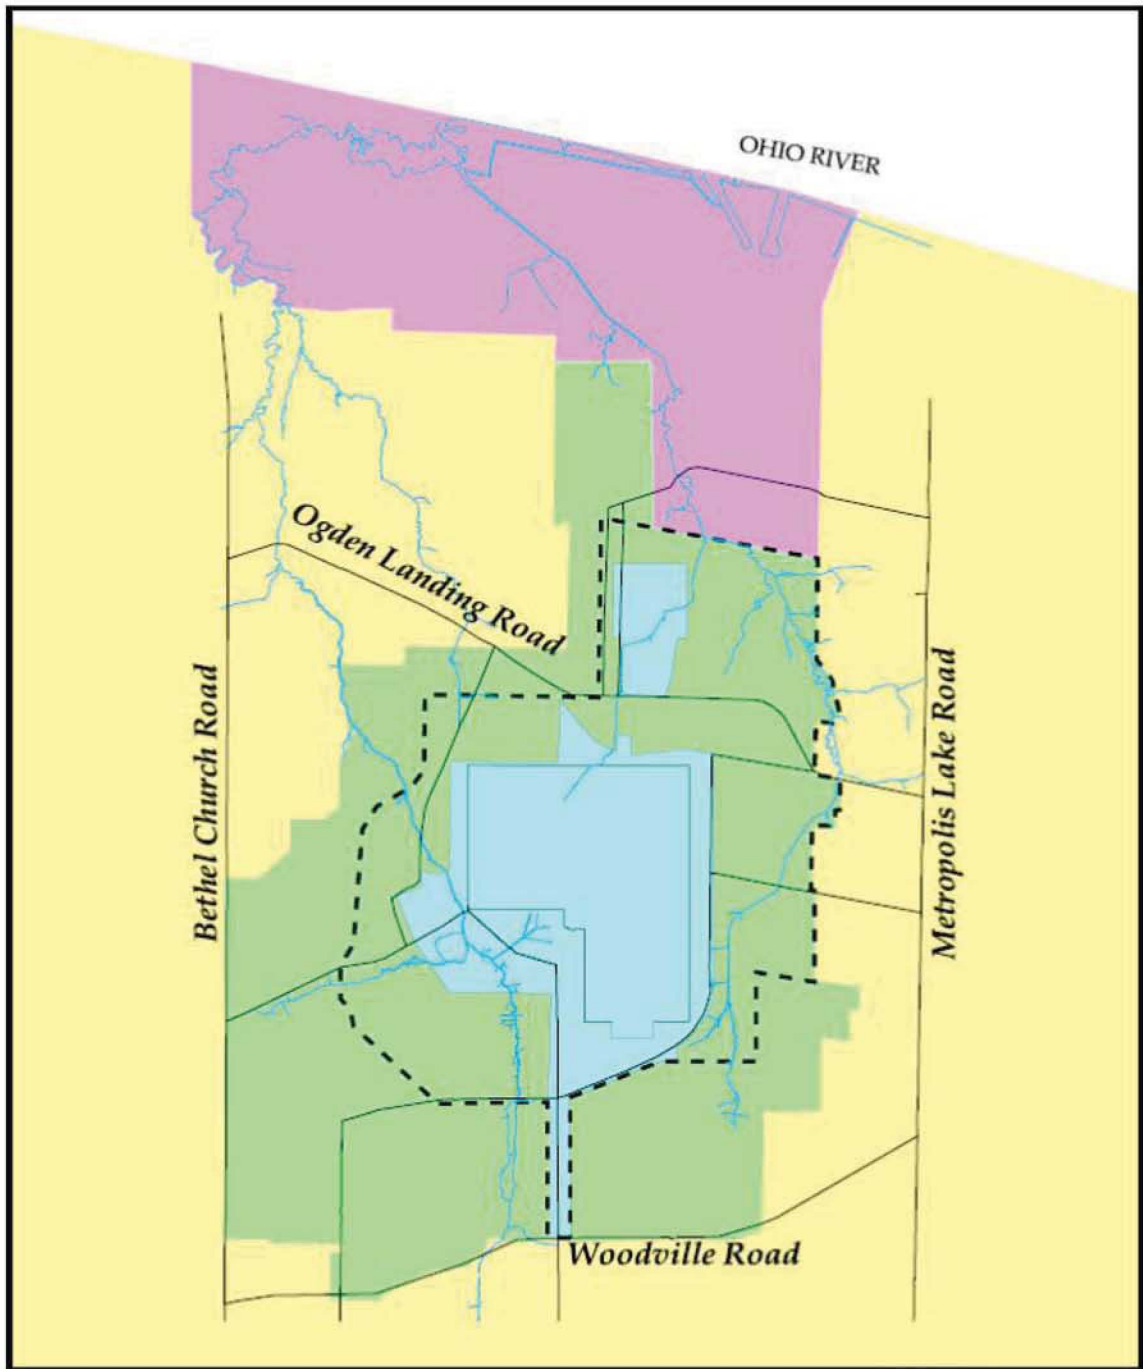 OHIO RIVER
Ogden Landing Road
Bethel Church Road
Metropolis Lake Road
Woodville Road